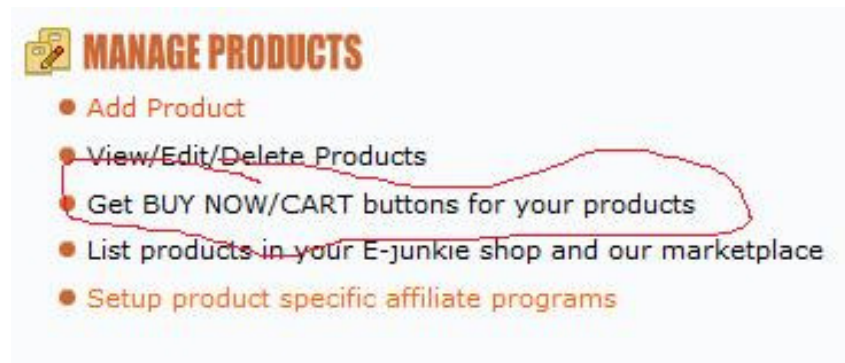 MANAGE PRODUCTS
Add Product
View/Edit/Delete Products
Get BUY NOW/CART buttons for your products
List products in your E-junkie shop and our marketplace
Setup product specific affiliate programs